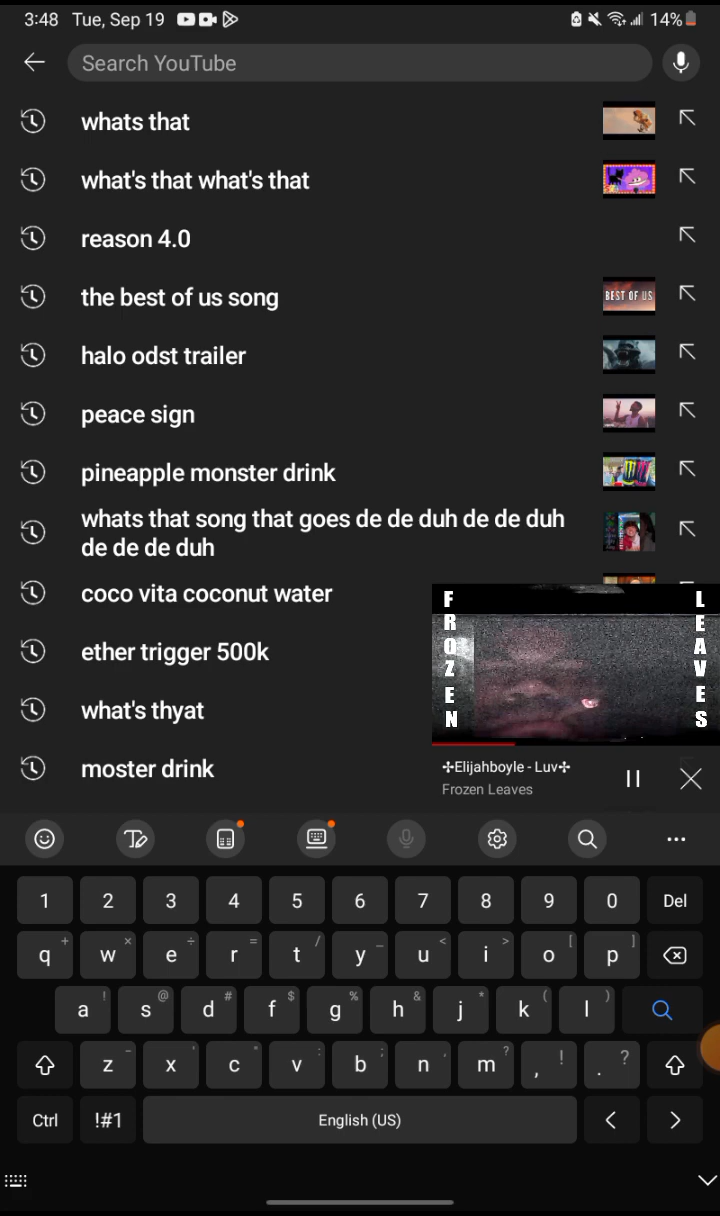 3:48 Tue, Sep 19 14%
Search YouTube
whats that
what's that what's that
reason 4.0
the best of us song
BEST OF US
halo odst trailer
peace sign
pineapple monster drink
whats that song that goes de de duh de de duh
de de de duh
coco vita coconut water
ether trigger 500k
what's thyat
moster drink
FROZEN
LEAVES
✣Elijahboyle - Luv✣
Frozen Leaves
1 2 3 4 5 6 7 8 9 0 Del
q + w × e ÷ r = t / y _ u < i > o [ p ]
a ! s @ d # f $ g % h & j * k ( l )
z - x ' c " v : b ; n , m ? , ! . ?
Ctrl !#1 English (US) < >